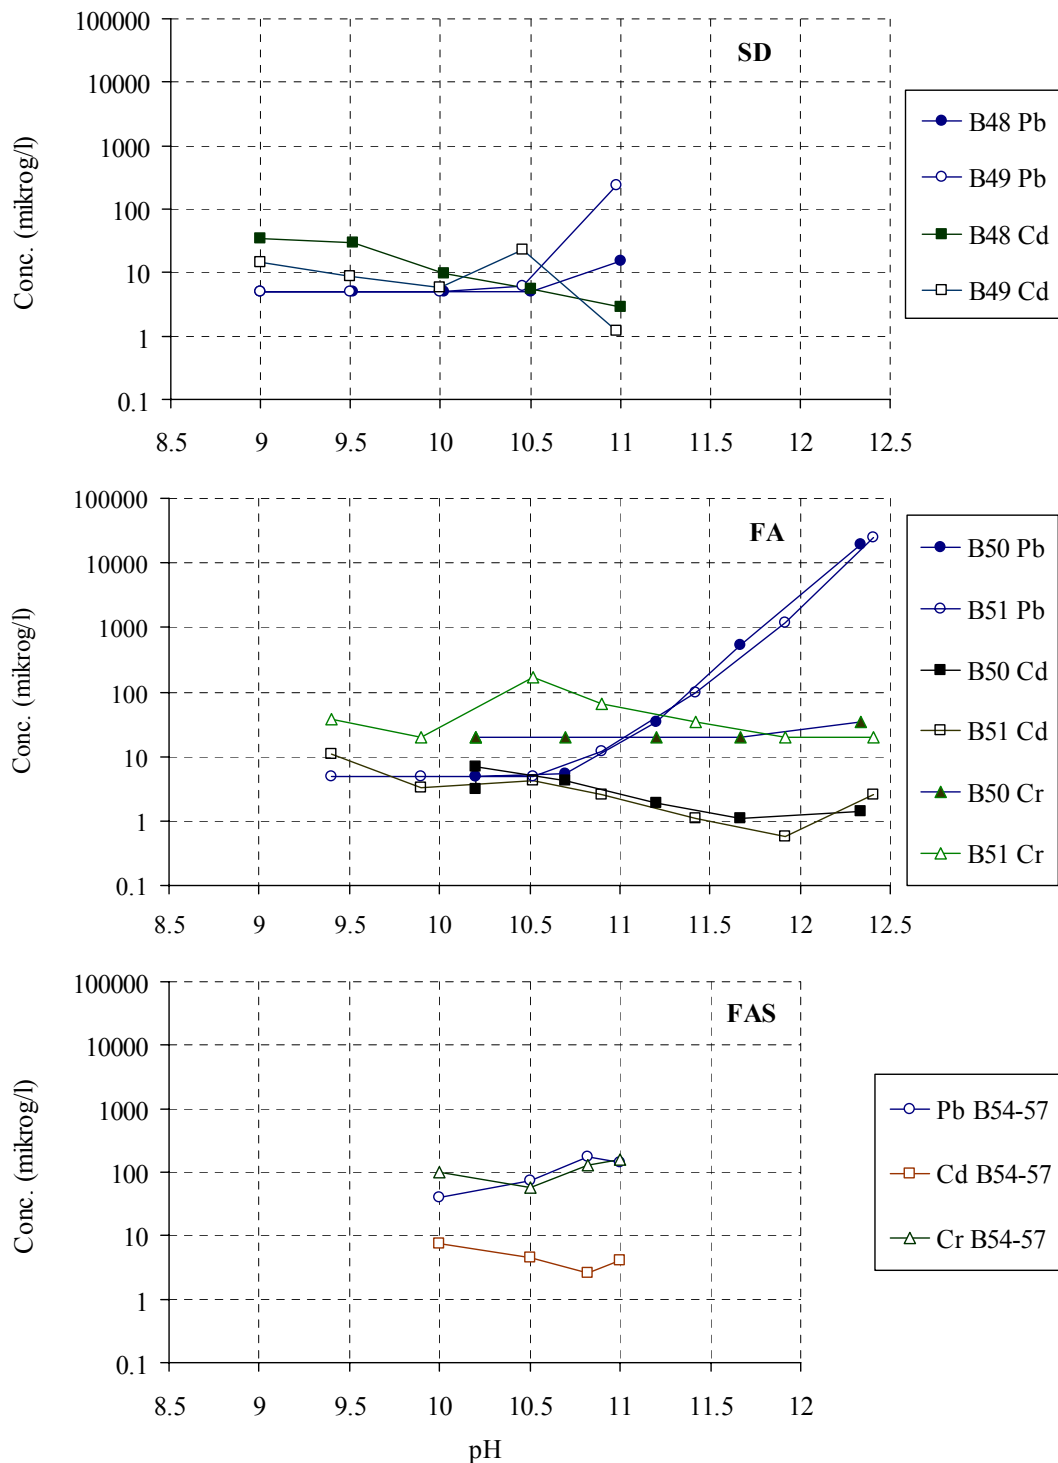 SD
Conc. (mikrog/l)
100000
10000
1000
100
10
1
0.1
8.5 9 9.5 10 10.5 11 11.5 12 12.5
B48 Pb
B49 Pb
B48 Cd
B49 Cd
FA
Conc. (mikrog/l)
100000
10000
1000
100
10
1
0.1
8.5 9 9.5 10 10.5 11 11.5 12 12.5
B50 Pb
B51 Pb
B50 Cd
B51 Cd
B50 Cr
B51 Cr
FAS
Conc. (mikrog/l)
100000
10000
1000
100
10
1
0.1
8.5 9 9.5 10 10.5 11 11.5 12
pH
Pb B54-57
Cd B54-57
Cr B54-57